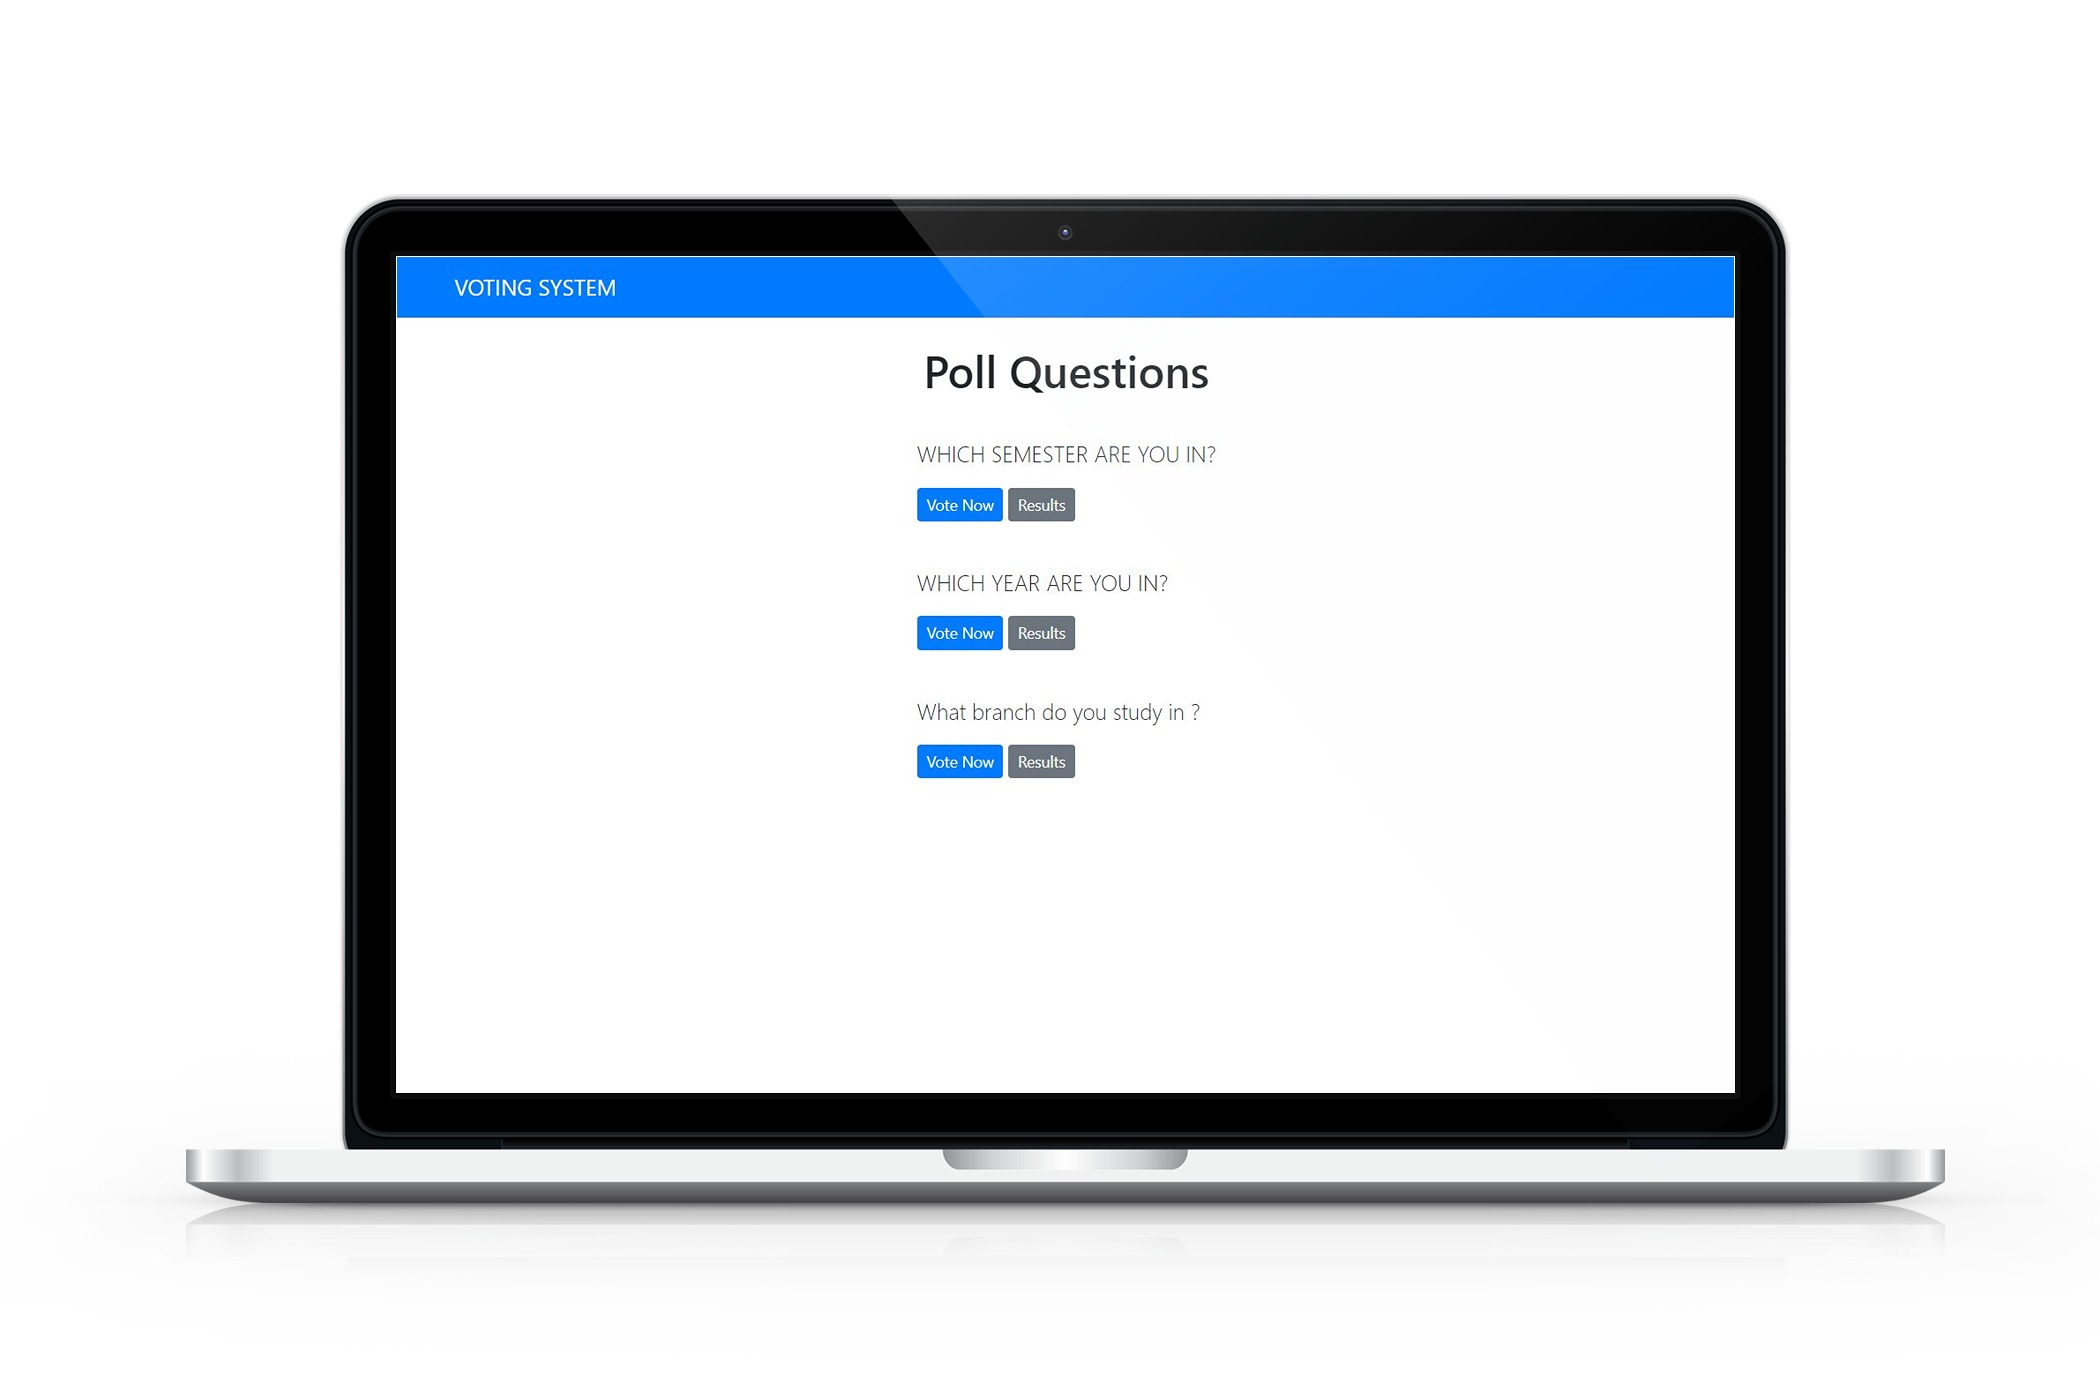 VOTING SYSTEM
Poll Questions
WHICH SEMESTER ARE YOU IN?
Vote Now Results
WHICH YEAR ARE YOU IN?
Vote Now Results
What branch do you study in ?
Vote Now Results